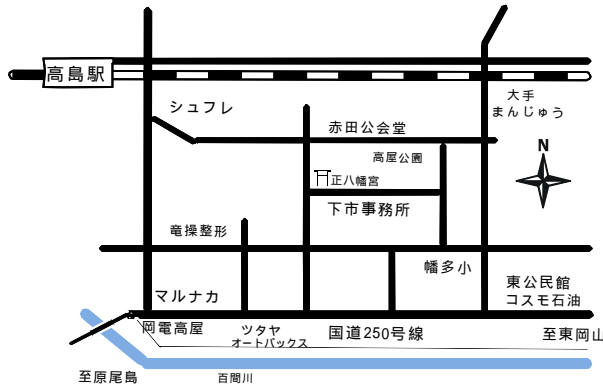 高島駅
大手
まんじゅう
シュフレ
赤田公会堂
高屋公園
N
正八幡宮
下市事務所
竜操整形
幡多小
東公民館
コスモ石油
マルナカ
岡電高屋
ツタヤ
オートバックス
国道250号線
至東岡山
至原尾島
百間川